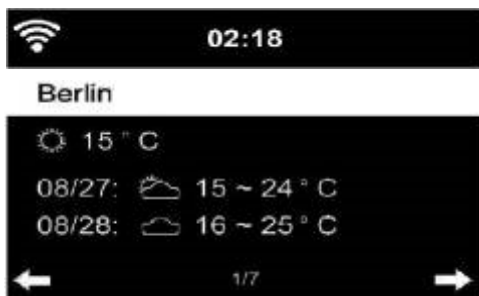 02:18
Berlin
15 ° C
08/27: 15 ~ 24 ° C
08/28: 16 ~ 25 ° C
1/7